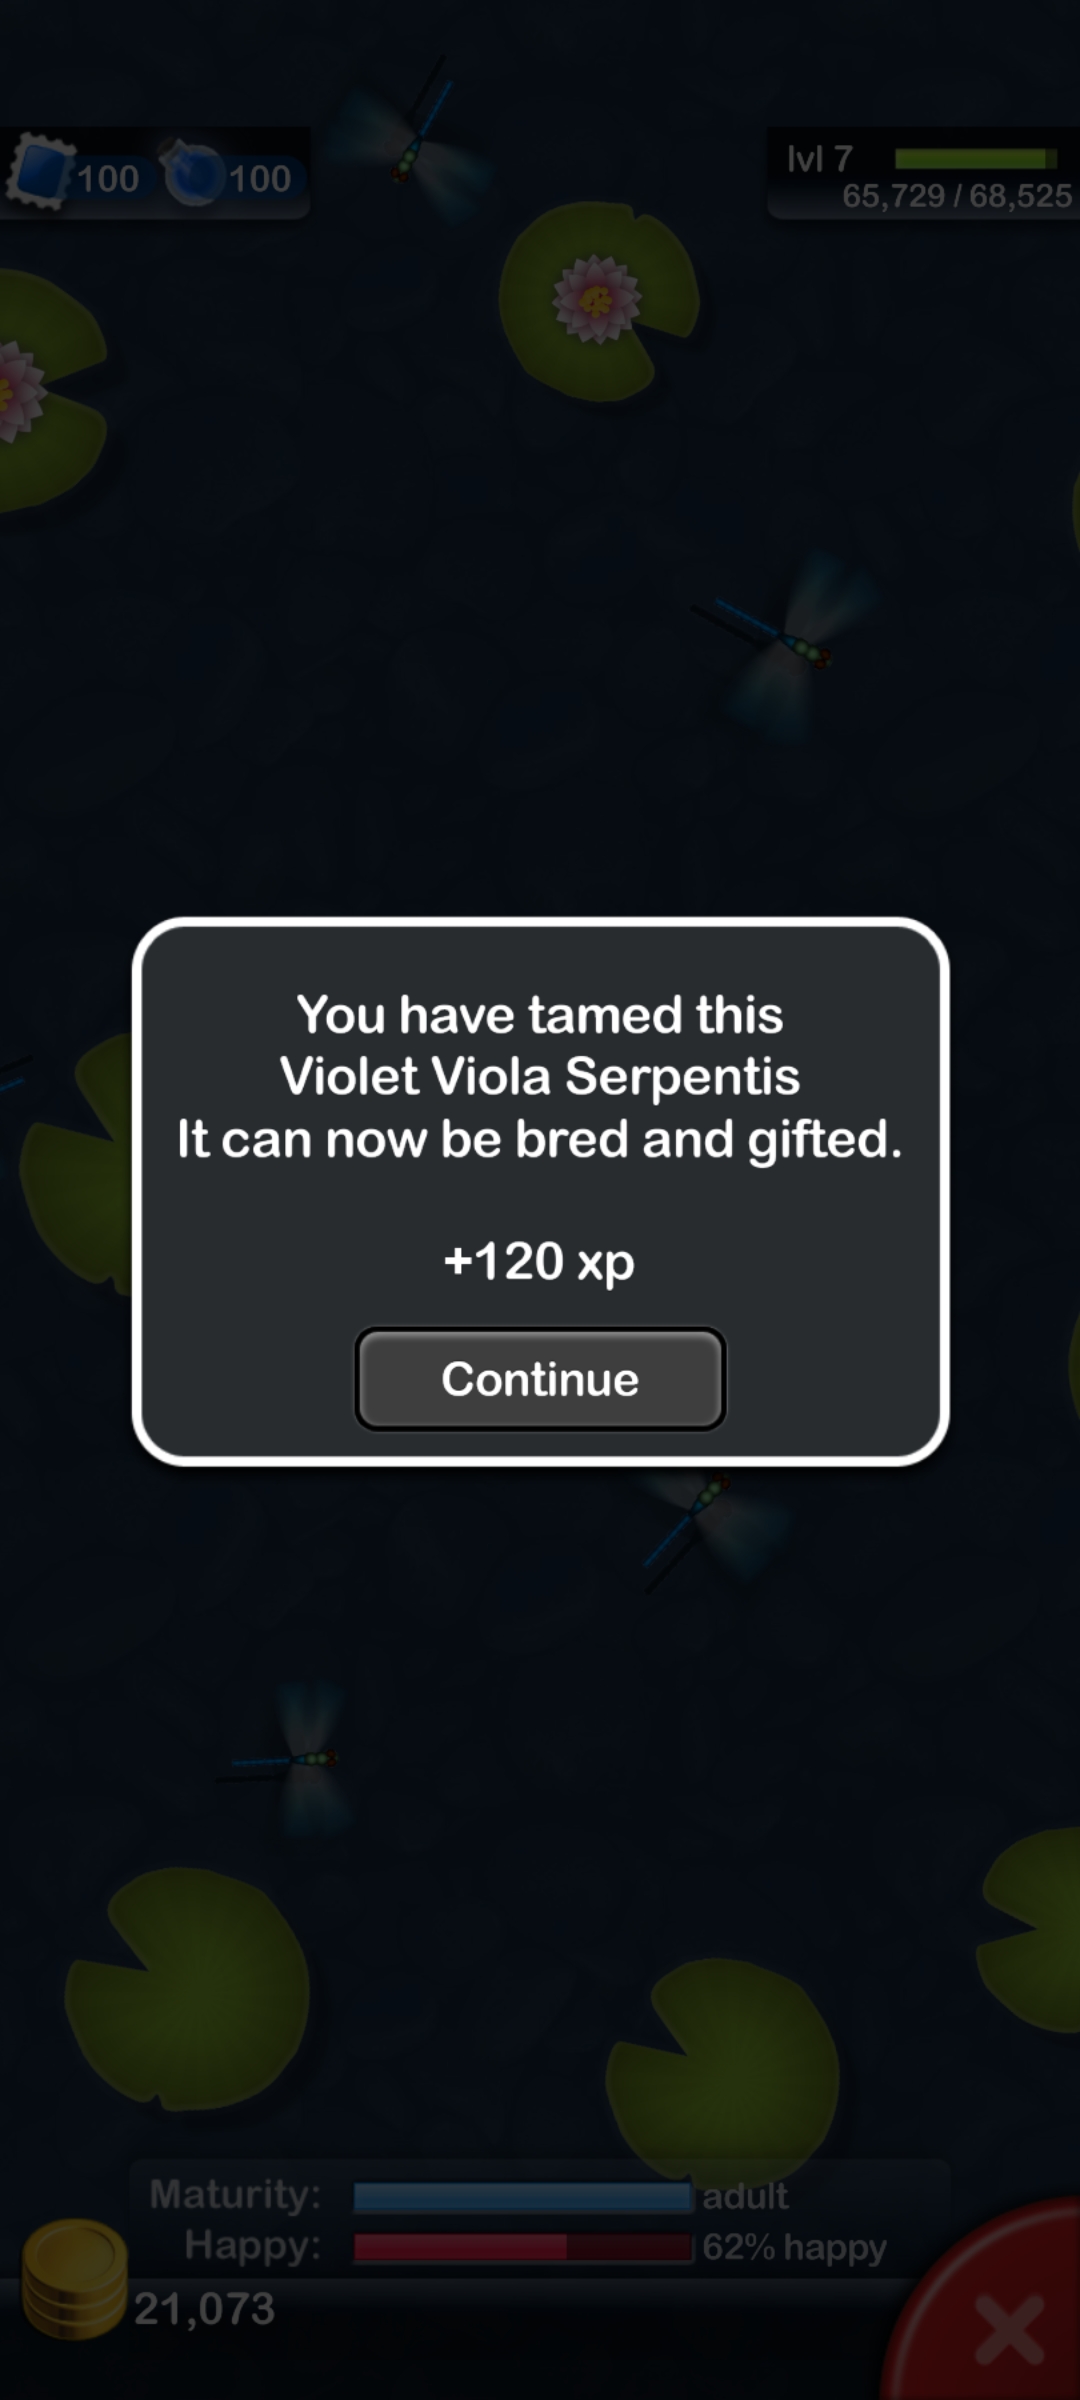 100 100
lvl 7
65,729 / 68,525
You have tamed this
Violet Viola Serpentis
It can now be bred and gifted.
+120 xp
Continue
Maturity: adult
Happy: 62% happy
21,073